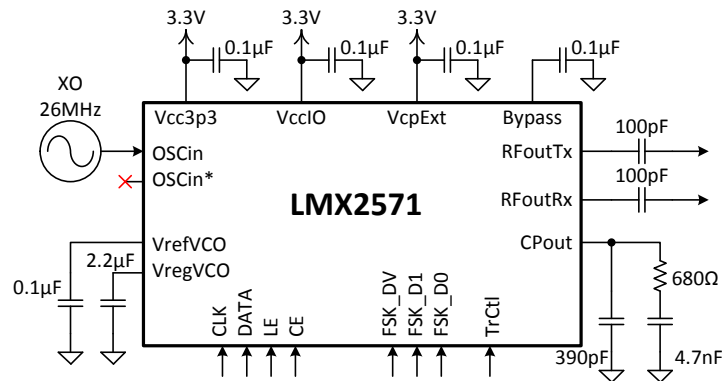 3.3V 3.3V 3.3V
0.1µF 0.1µF 0.1µF 0.1µF
XO
26MHz
Vcc3p3 VccIO VcpExt Bypass
100pF
OSCin RFoutTx
OSCin* 100pF
LMX2571 RFoutRx
VrefVCO CPout
2.2µF VregVCO
0.1µF 680Ω
CLK DATA LE CE FSK_DV FSK_D1 FSK_D0 TrCtl
390pF 4.7nF